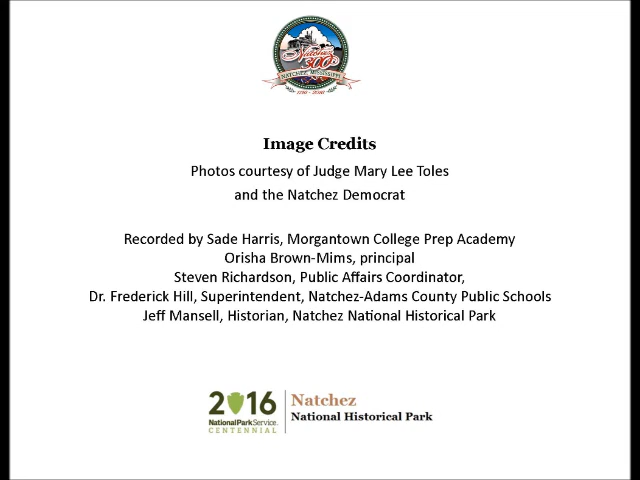 Natchez
300
NATCHEZ, MISSISSIPPI
1716 - 2016
Image Credits
Photos courtesy of Judge Mary Lee Toles
and the Natchez Democrat
Recorded by Sade Harris, Morgantown College Prep Academy
Orisha Brown-Mims, principal
Steven Richardson, Public Affairs Coordinator,
Dr. Frederick Hill, Superintendent, Natchez-Adams County Public Schools
Jeff Mansell, Historian, Natchez National Historical Park
2016
National Park Service®
CENTENNIAL
Natchez
National Historical Park